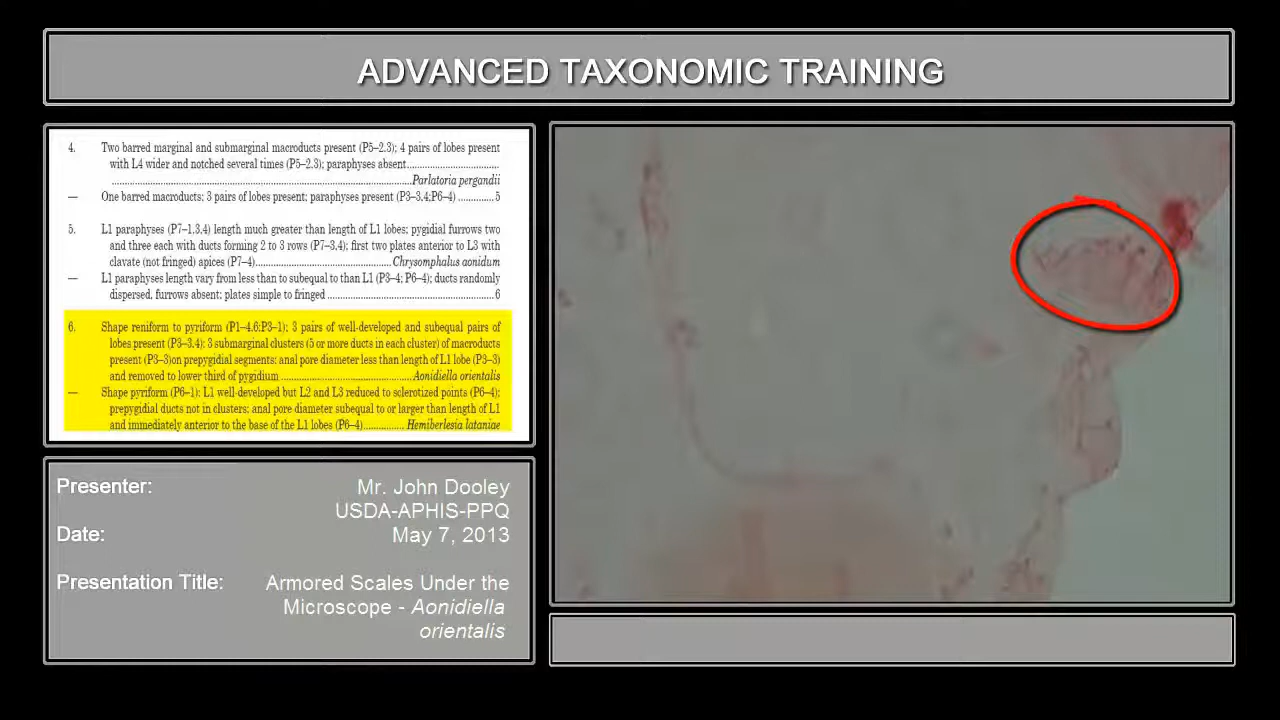 ADVANCED TAXONOMIC TRAINING
4. Two barred marginal and submarginal macroducts present (P5–2.3); 4 pairs of lobes present
with L4 wider and notched several times (P5–2.3); paraphyses absent..................................
...............................................................................................Parlatoria pergandii
— One barred macroducts; 3 pairs of lobes present; paraphyses present (P3–3.4;P6–4) .............5
5. L1 paraphyses (P7–1.3.4) length much greater than length of L1 lobes; pygidial furrows two
and three each with ducts forming 2 to 3 rows (P7–3.4); first two plates anterior to L3 with
clavate (not fringed) apices (P7–4)...........................................Chrysomphalus aonidum
— L1 paraphyses length vary from less than to subequal to than L1 (P3–4; P6–4); ducts randomly
dispersed, furrows absent; plates simple to fringed .....................................................6
6. Shape reniform to pyriform (P1–4.6;P3–1); 3 pairs of well-developed and subequal pairs of
lobes present (P3–3.4); 3 submarginal clusters (5 or more ducts in each cluster) of macroducts
present (P3–3)on prepygidial segments; anal pore diameter less than length of L1 lobe (P3–3)
and removed to lower third of pygidium ..........................................Aonidiella orientalis
— Shape pyriform (P6–1); L1 well-developed but L2 and L3 reduced to sclerotized points (P6–4);
prepygidial ducts not in clusters; anal pore diameter subequal to or larger than length of L1
and immediately anterior to the base of the L1 lobes (P6–4)............. Hemiberlesia lataniae
Presenter: Mr. John Dooley
USDA-APHIS-PPQ
Date: May 7, 2013
Presentation Title: Armored Scales Under the
Microscope - Aonidiella
orientalis